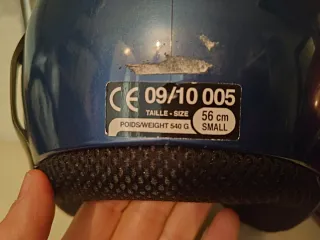 CE 09/10 005
TAILLE - SIZE
POIDS/WEIGHT 540 G
56 cm
SMALL